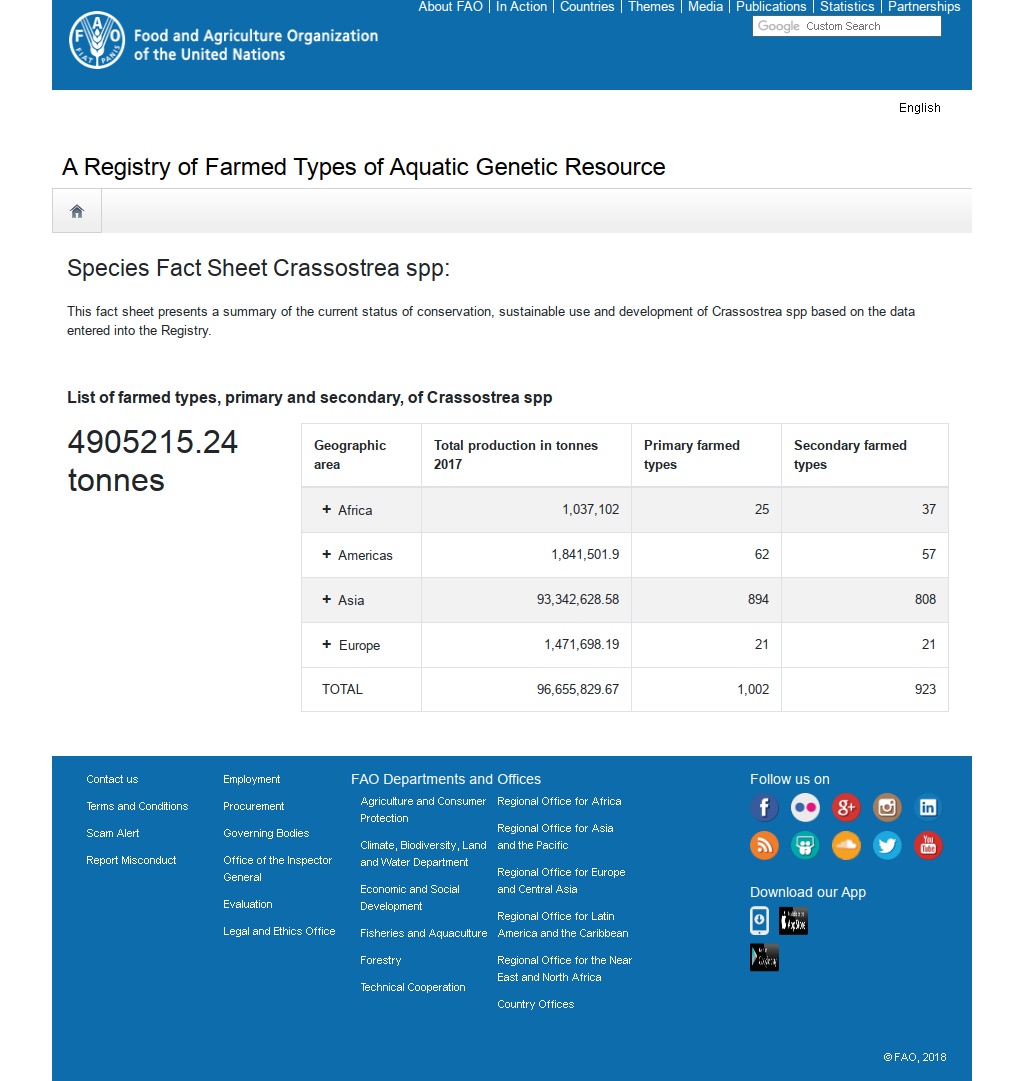 About FAO | In Action | Countries | Themes | Media | Publications | Statistics | Partnerships
FAO
FIAT PANIS
Food and Agriculture Organization
of the United Nations
Google Custom Search
English
A Registry of Farmed Types of Aquatic Genetic Resource
Species Fact Sheet Crassostrea spp:
This fact sheet presents a summary of the current status of conservation, sustainable use and development of Crassostrea spp based on the data
entered into the Registry.
List of farmed types, primary and secondary, of Crassostrea spp
4905215.24
tonnes
Geographic area Total production in tonnes 2017 Primary farmed types Secondary farmed types
+ Africa 1,037,102 25 37
+ Americas 1,841,501.9 62 57
+ Asia 93,342,628.58 894 808
+ Europe 1,471,698.19 21 21
TOTAL 96,655,829.67 1,002 923
Contact us
Terms and Conditions
Scam Alert
Report Misconduct
Employment
Procurement
Governing Bodies
Office of the Inspector
General
Evaluation
Legal and Ethics Office
FAO Departments and Offices
Agriculture and Consumer
Protection
Climate, Biodiversity, Land
and Water Department
Economic and Social
Development
Fisheries and Aquaculture
Forestry
Technical Cooperation
Regional Office for Africa
Regional Office for Asia
and the Pacific
Regional Office for Europe
and Central Asia
Regional Office for Latin
America and the Caribbean
Regional Office for the Near
East and North Africa
Country Offices
Follow us on
f
g+
in
You
Tube
Download our App
App Store
© FAO, 2018